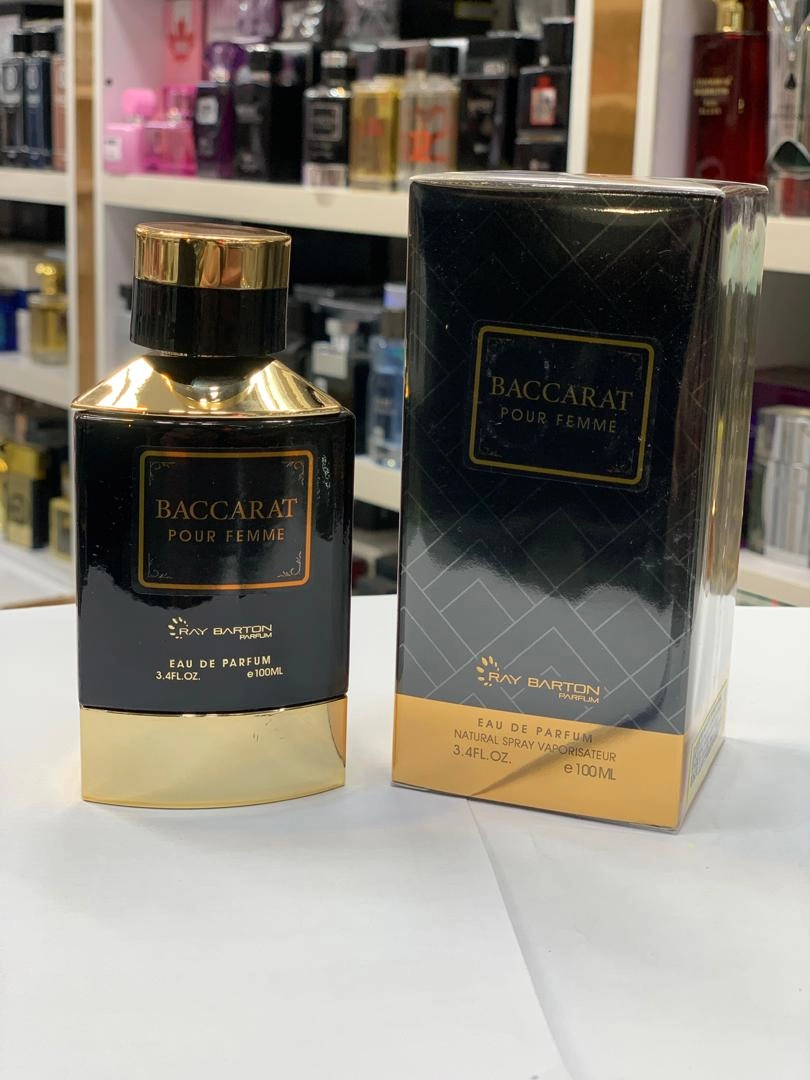 BACCARAT
POUR FEMME
RAY BARTON
PARFUM
EAU DE PARFUM
3.4FL.OZ. e100ML
BACCARAT
POUR FEMME
RAY BARTON
PARFUM
EAU DE PARFUM
NATURAL SPRAY VAPORISATEUR
3.4FL.OZ. e100ML